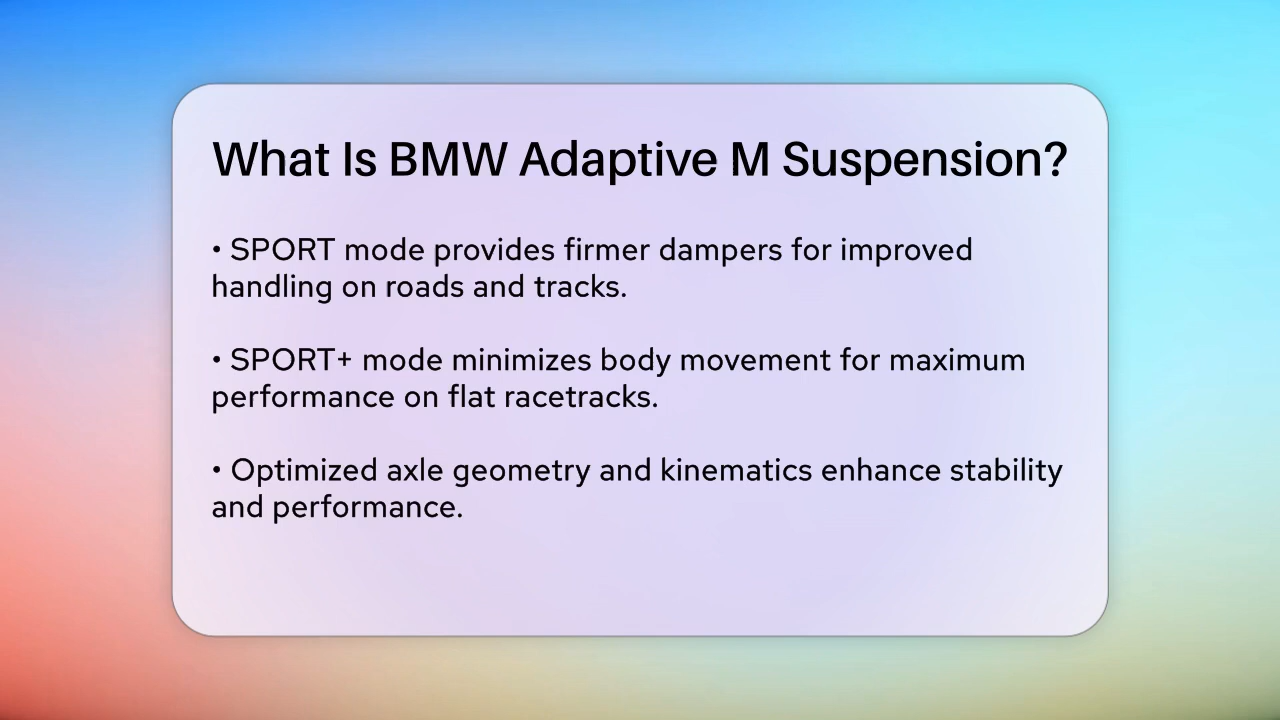 What Is BMW Adaptive M Suspension?
• SPORT mode provides firmer dampers for improved
handling on roads and tracks.
• SPORT+ mode minimizes body movement for maximum
performance on flat racetracks.
• Optimized axle geometry and kinematics enhance stability
and performance.